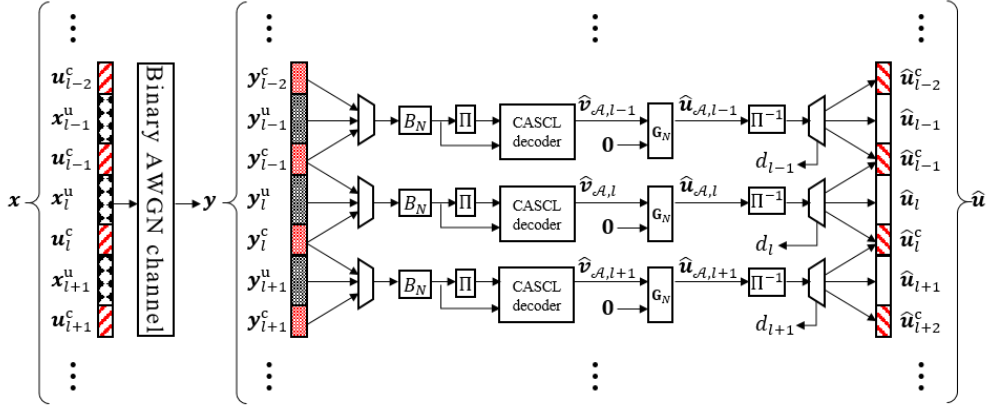 x
u^c_{l−2}
x^u_{l−1}
u^c_{l−1}
x^u_l
u^c_l
x^u_{l+1}
u^c_{l+1}
Binary AWGN channel
y
y^c_{l−2}
y^u_{l−1}
y^c_{l−1}
y^u_l
y^c_l
y^u_{l+1}
y^c_{l+1}
B_N
Π
CASCL
decoder
v̂_{𝒜,l−1}
0
G_N
û_{𝒜,l−1}
Π^{−1}
d_{l−1}
B_N
Π
CASCL
decoder
v̂_{𝒜,l}
0
G_N
û_{𝒜,l}
Π^{−1}
d_l
B_N
Π
CASCL
decoder
v̂_{𝒜,l+1}
0
G_N
û_{𝒜,l+1}
Π^{−1}
d_{l+1}
û^c_{l−2}
û_{l−1}
û^c_{l−1}
û_l
û^c_l
û_{l+1}
û^c_{l+2}
û